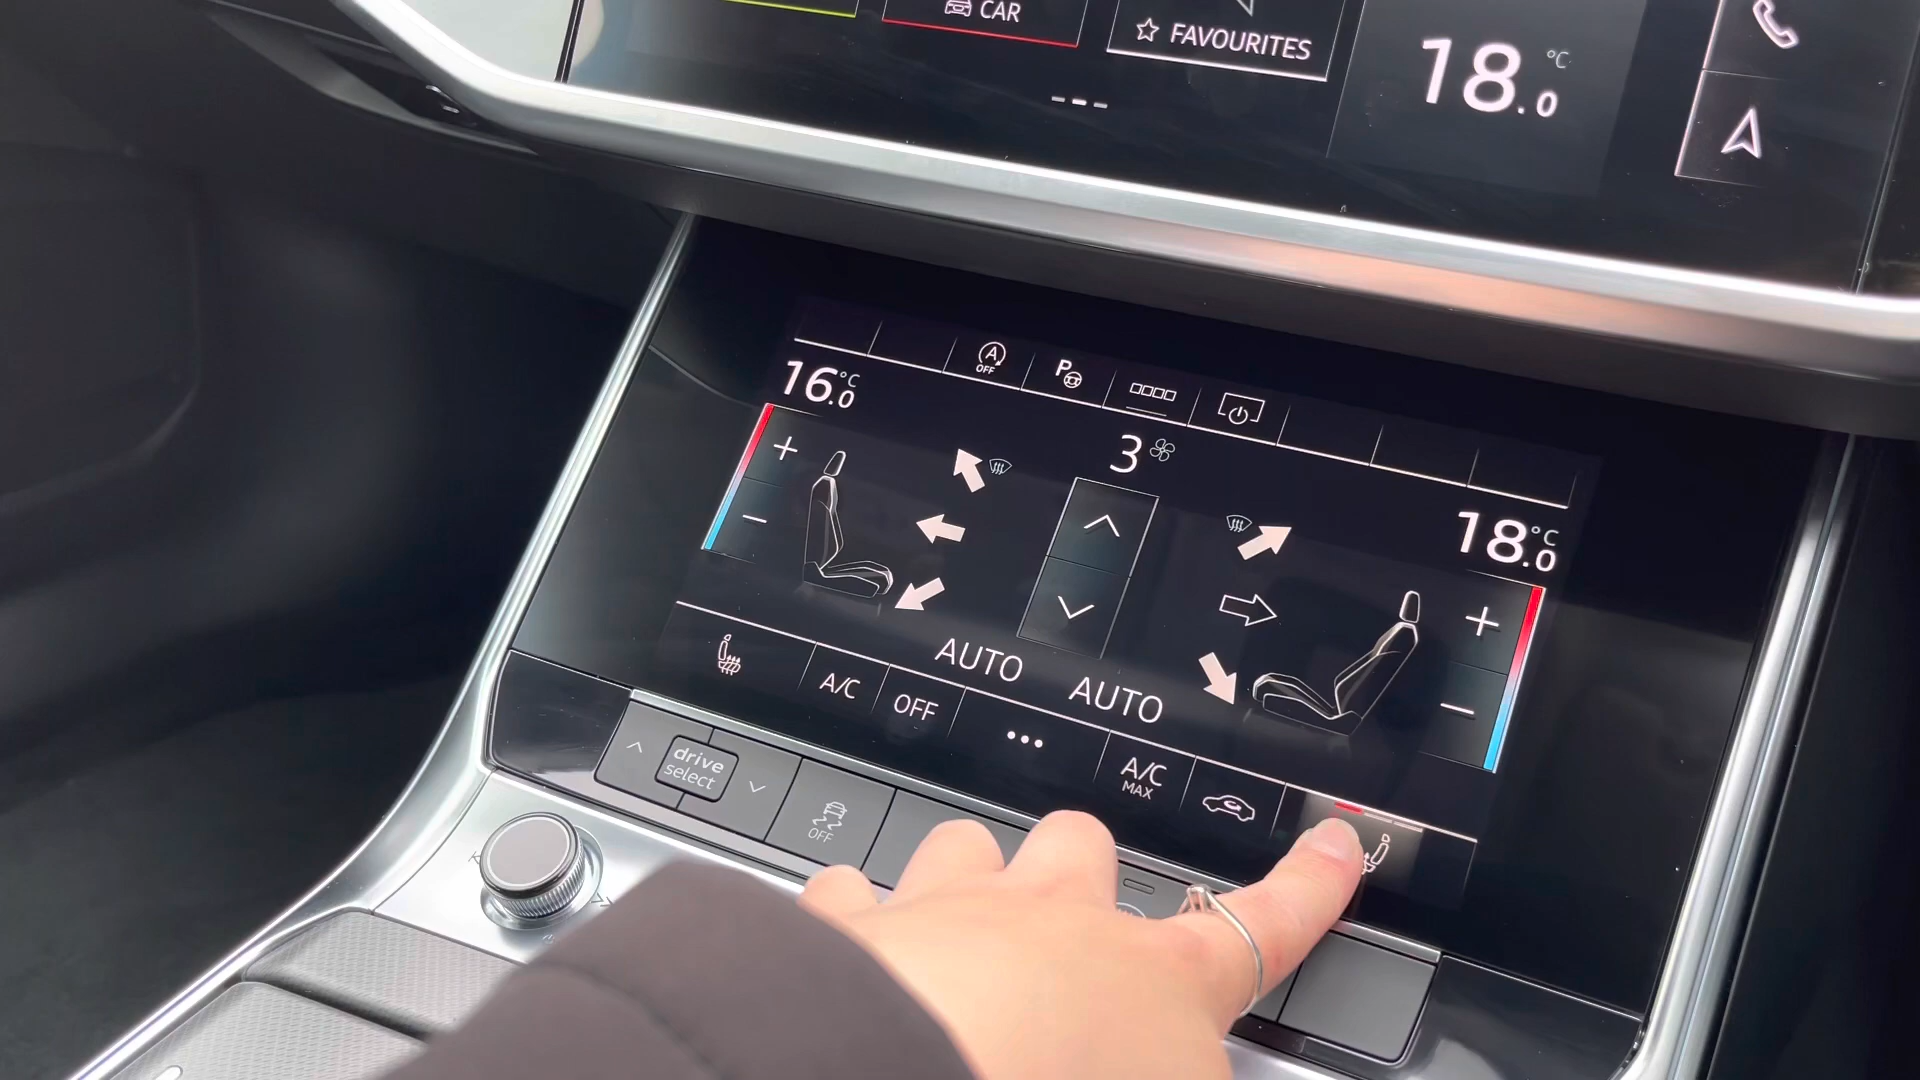 CAR
FAVOURITES
18.0 °C
A
OFF
P
16.0 °C
3
18.0 °C
+
−
+
−
AUTO
AUTO
A/C
OFF
•••
A/C
MAX
drive
select
OFF